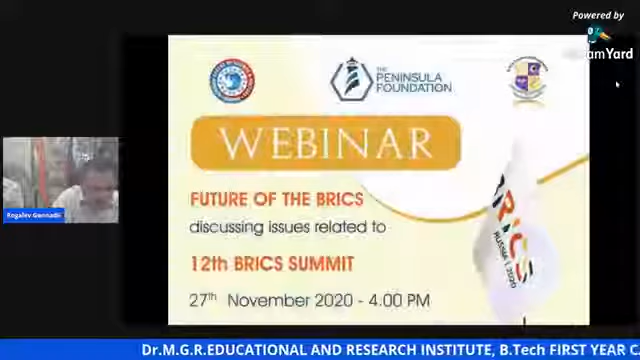 Powered by
THE
PENINSULA
FOUNDATION
WEBINAR
FUTURE OF THE BRICS
discussing issues related to
12th BRICS SUMMIT
27th November 2020 - 4.00 PM
BRICS
RUSSIA 2020
Rogalev Gennadii
Dr.M.G.R.EDUCATIONAL AND RESEARCH INSTITUTE, B.Tech FIRST YEAR C